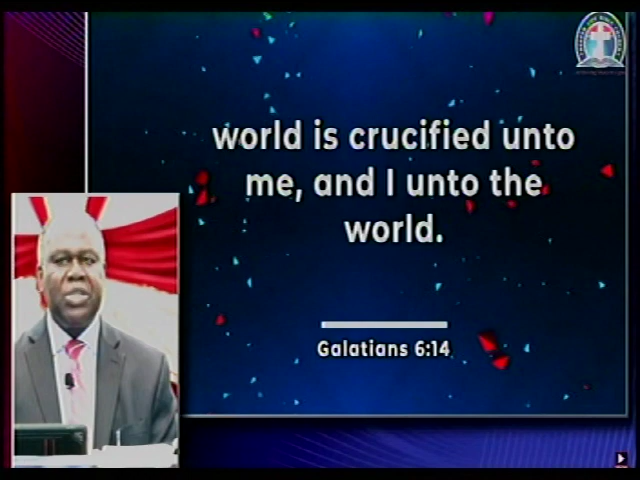 world is crucified unto
me, and I unto the
world.
Galatians 6:14